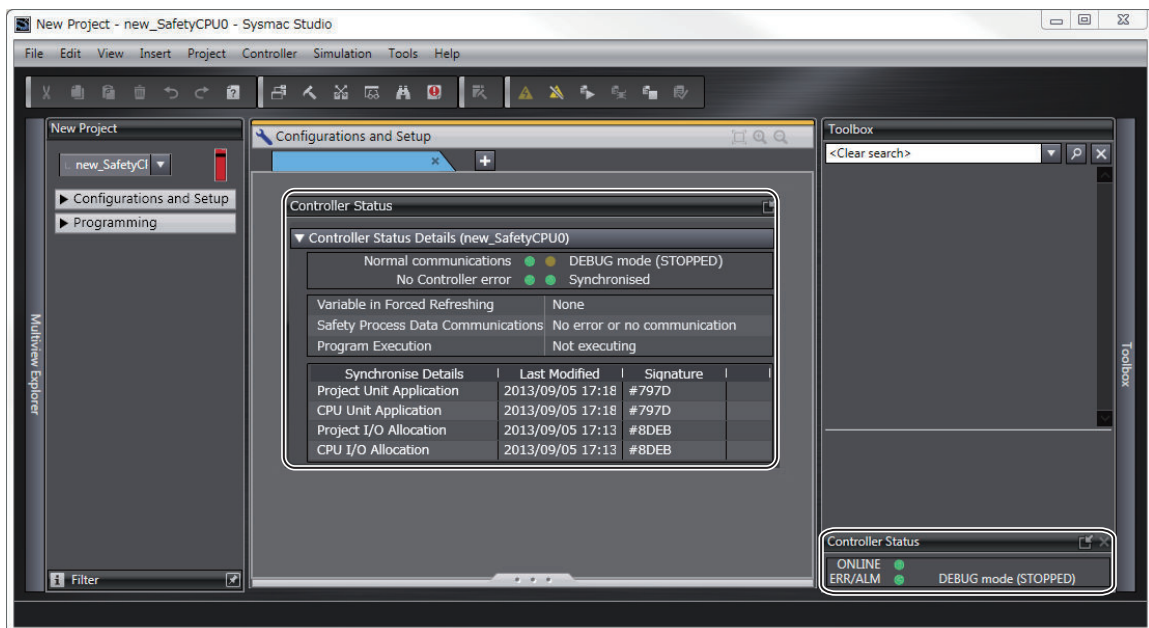 New Project - new_SafetyCPU0 - Sysmac Studio
File Edit View Insert Project Controller Simulation Tools Help
New Project
new_SafetyCl
Configurations and Setup
Programming
Configurations and Setup
Toolbox
<Clear search>
Controller Status
Controller Status Details (new_SafetyCPU0)
Normal communications DEBUG mode (STOPPED)
No Controller error Synchronised
Variable in Forced Refreshing None
Safety Process Data Communications No error or no communication
Program Execution Not executing
Synchronise Details Last Modified Signature
Project Unit Application 2013/09/05 17:18 #797D
CPU Unit Application 2013/09/05 17:18 #797D
Project I/O Allocation 2013/09/05 17:13 #8DEB
CPU I/O Allocation 2013/09/05 17:13 #8DEB
Multiview Explorer
Toolbox
Controller Status
ONLINE
ERR/ALM DEBUG mode (STOPPED)
Filter